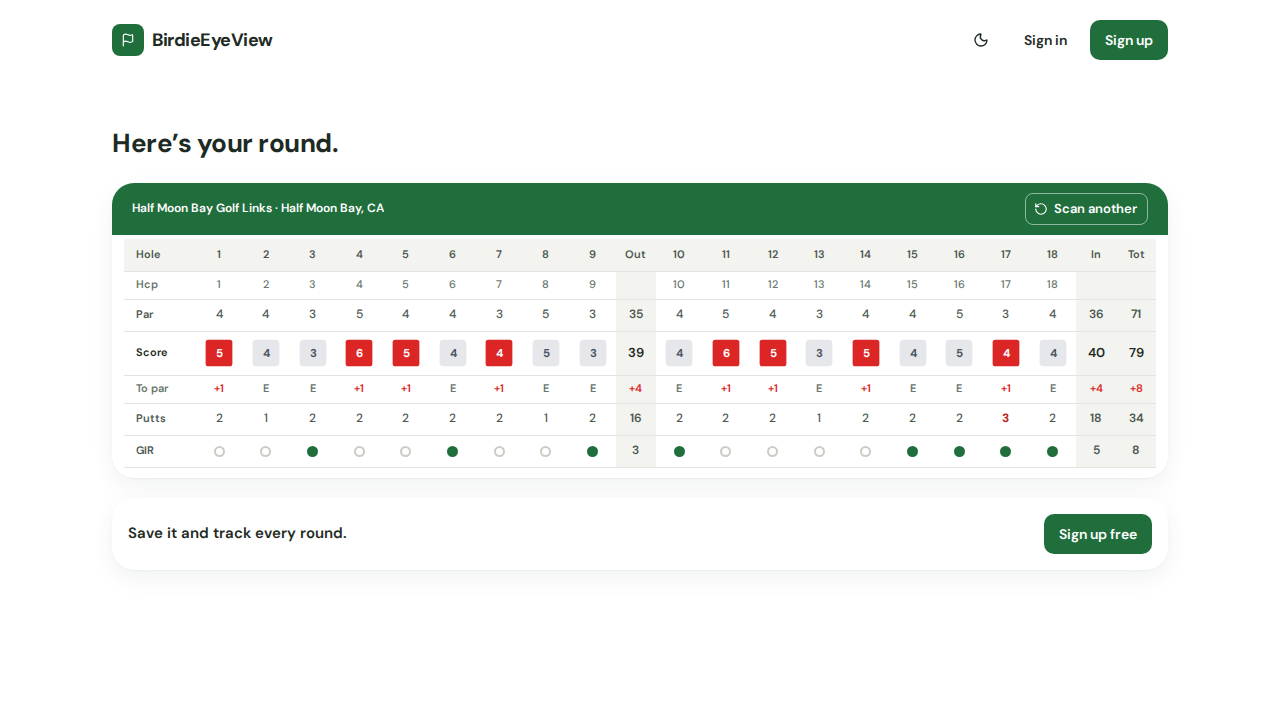 BirdieEyeView
Sign in
Sign up
Here’s your round.
Half Moon Bay Golf Links · Half Moon Bay, CA
Scan another
Hole 1 2 3 4 5 6 7 8 9 Out 10 11 12 13 14 15 16 17 18 In Tot
Hcp 1 2 3 4 5 6 7 8 9 10 11 12 13 14 15 16 17 18
Par 4 4 3 5 4 4 3 5 3 35 4 5 4 3 4 4 5 3 4 36 71
Score 5 4 3 6 5 4 4 5 3 39 4 6 5 3 5 4 5 4 4 40 79
To par +1 E E +1 +1 E +1 E E +4 E +1 +1 E +1 E E +1 E +4 +8
Putts 2 1 2 2 2 2 2 1 2 16 2 2 2 1 2 2 2 3 2 18 34
GIR 3 5 8
Save it and track every round.
Sign up free